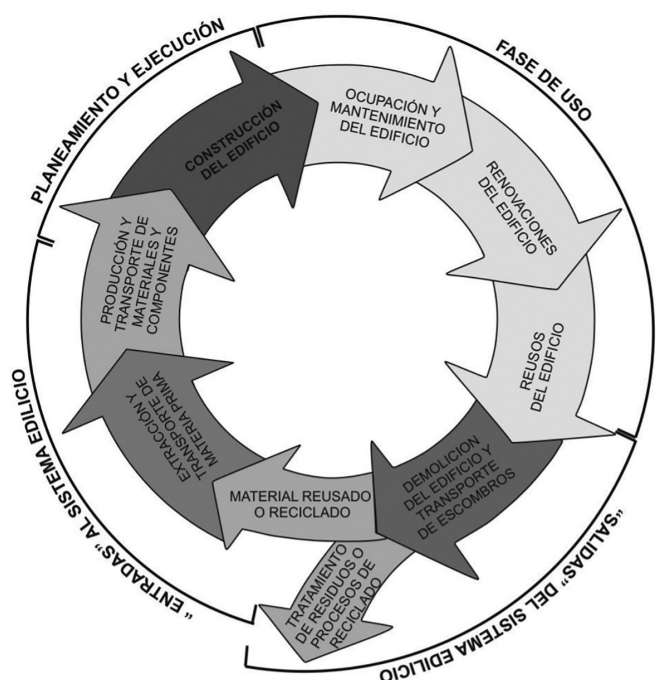 PLANEAMIENTO Y EJECUCIÓN
FASE DE USO
CONSTRUCCIÓN
DEL EDIFICIO
OCUPACIÓN Y
MANTENIMIENTO
DEL EDIFICIO
RENOVACIONES
DEL EDIFICIO
REUSOS
DEL EDIFICIO
DEMOLICION
DEL EDIFICIO Y
TRANSPORTE
DE ESCOMBROS
TRATAMIENTO
DE RESIDUOS O
PROCESOS DE
RECICLADO
MATERIAL REUSADO
O RECICLADO
EXTRACCION Y
TRANSPORTE DE
MATERIA PRIMA
PRODUCCIÓN Y
TRANSPORTE DE
MATERIALES Y
COMPONENTES
"ENTRADAS" AL SISTEMA EDILICIO
"SALIDAS" DEL SISTEMA EDILICIO